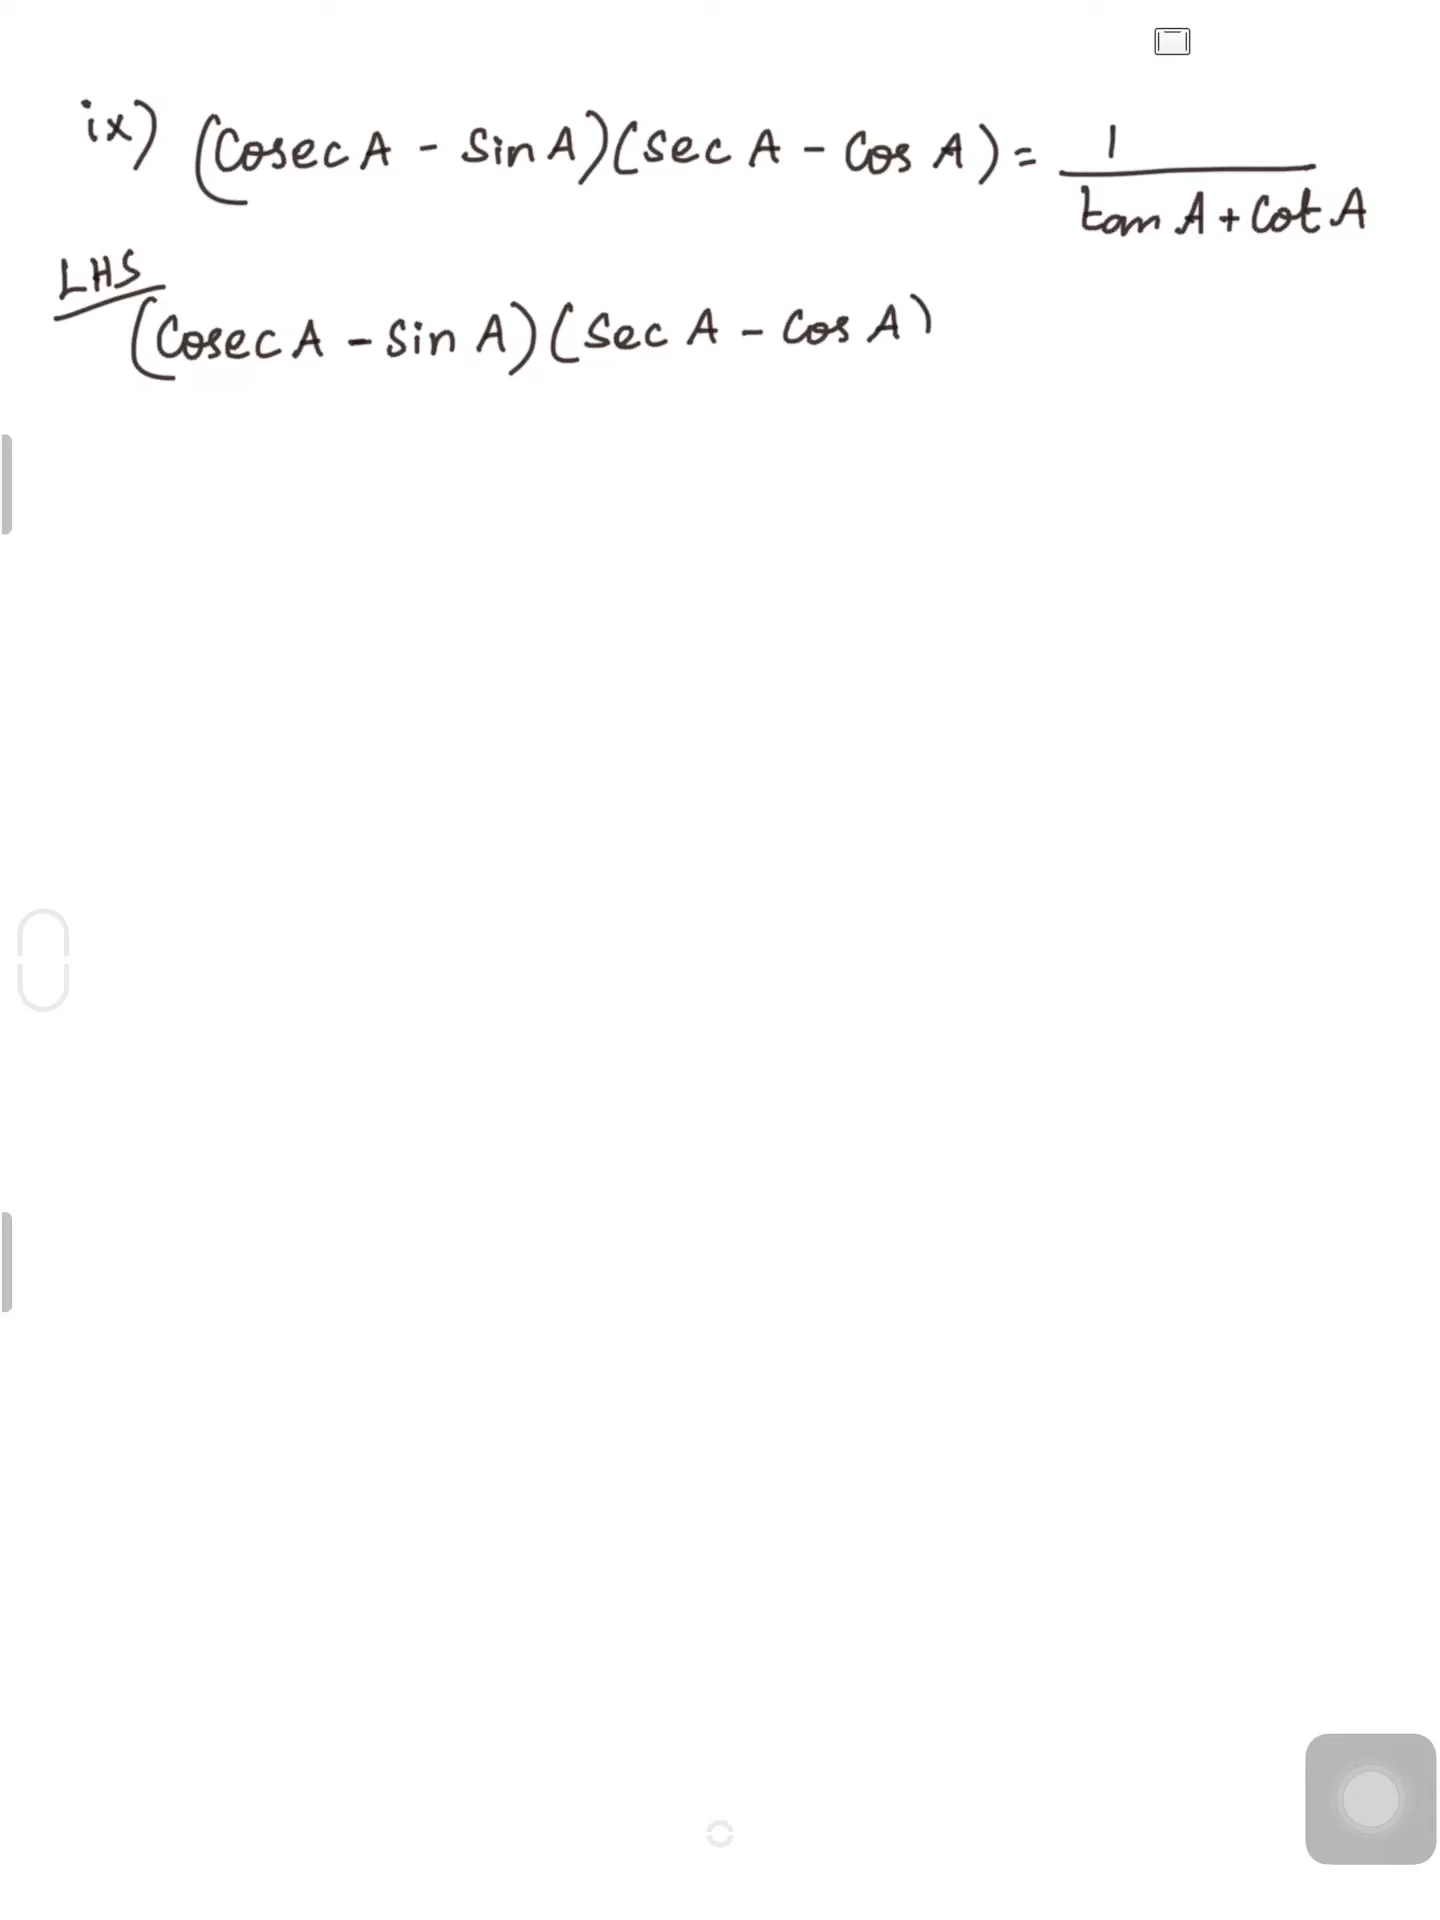 ix) (Cosec A - Sin A)(Sec A - Cos A) = 1/(tan A + Cot A)
LHS
(Cosec A - Sin A)(Sec A - Cos A)